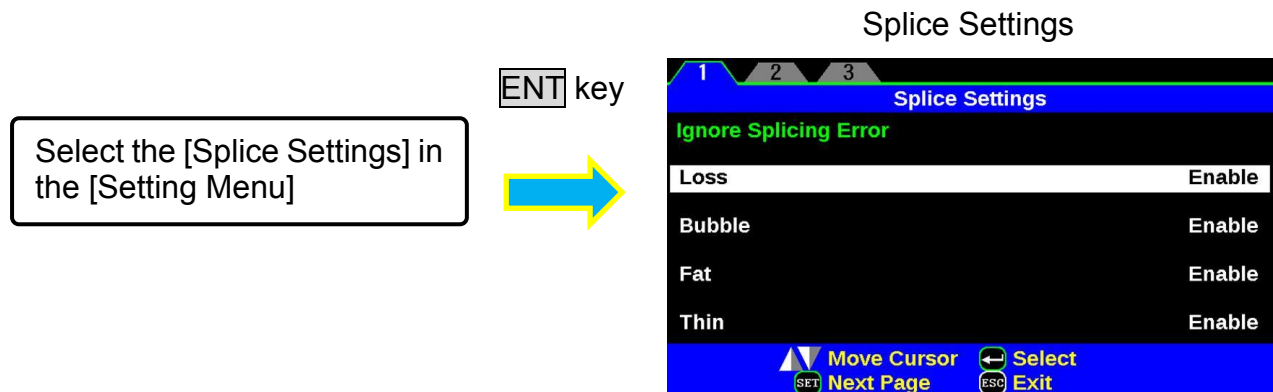 Splice Settings
ENT key
Select the [Splice Settings] in
the [Setting Menu]
1 2 3
Splice Settings
Ignore Splicing Error
Loss Enable
Bubble Enable
Fat Enable
Thin Enable
Move Cursor Select
SET Next Page ESC Exit